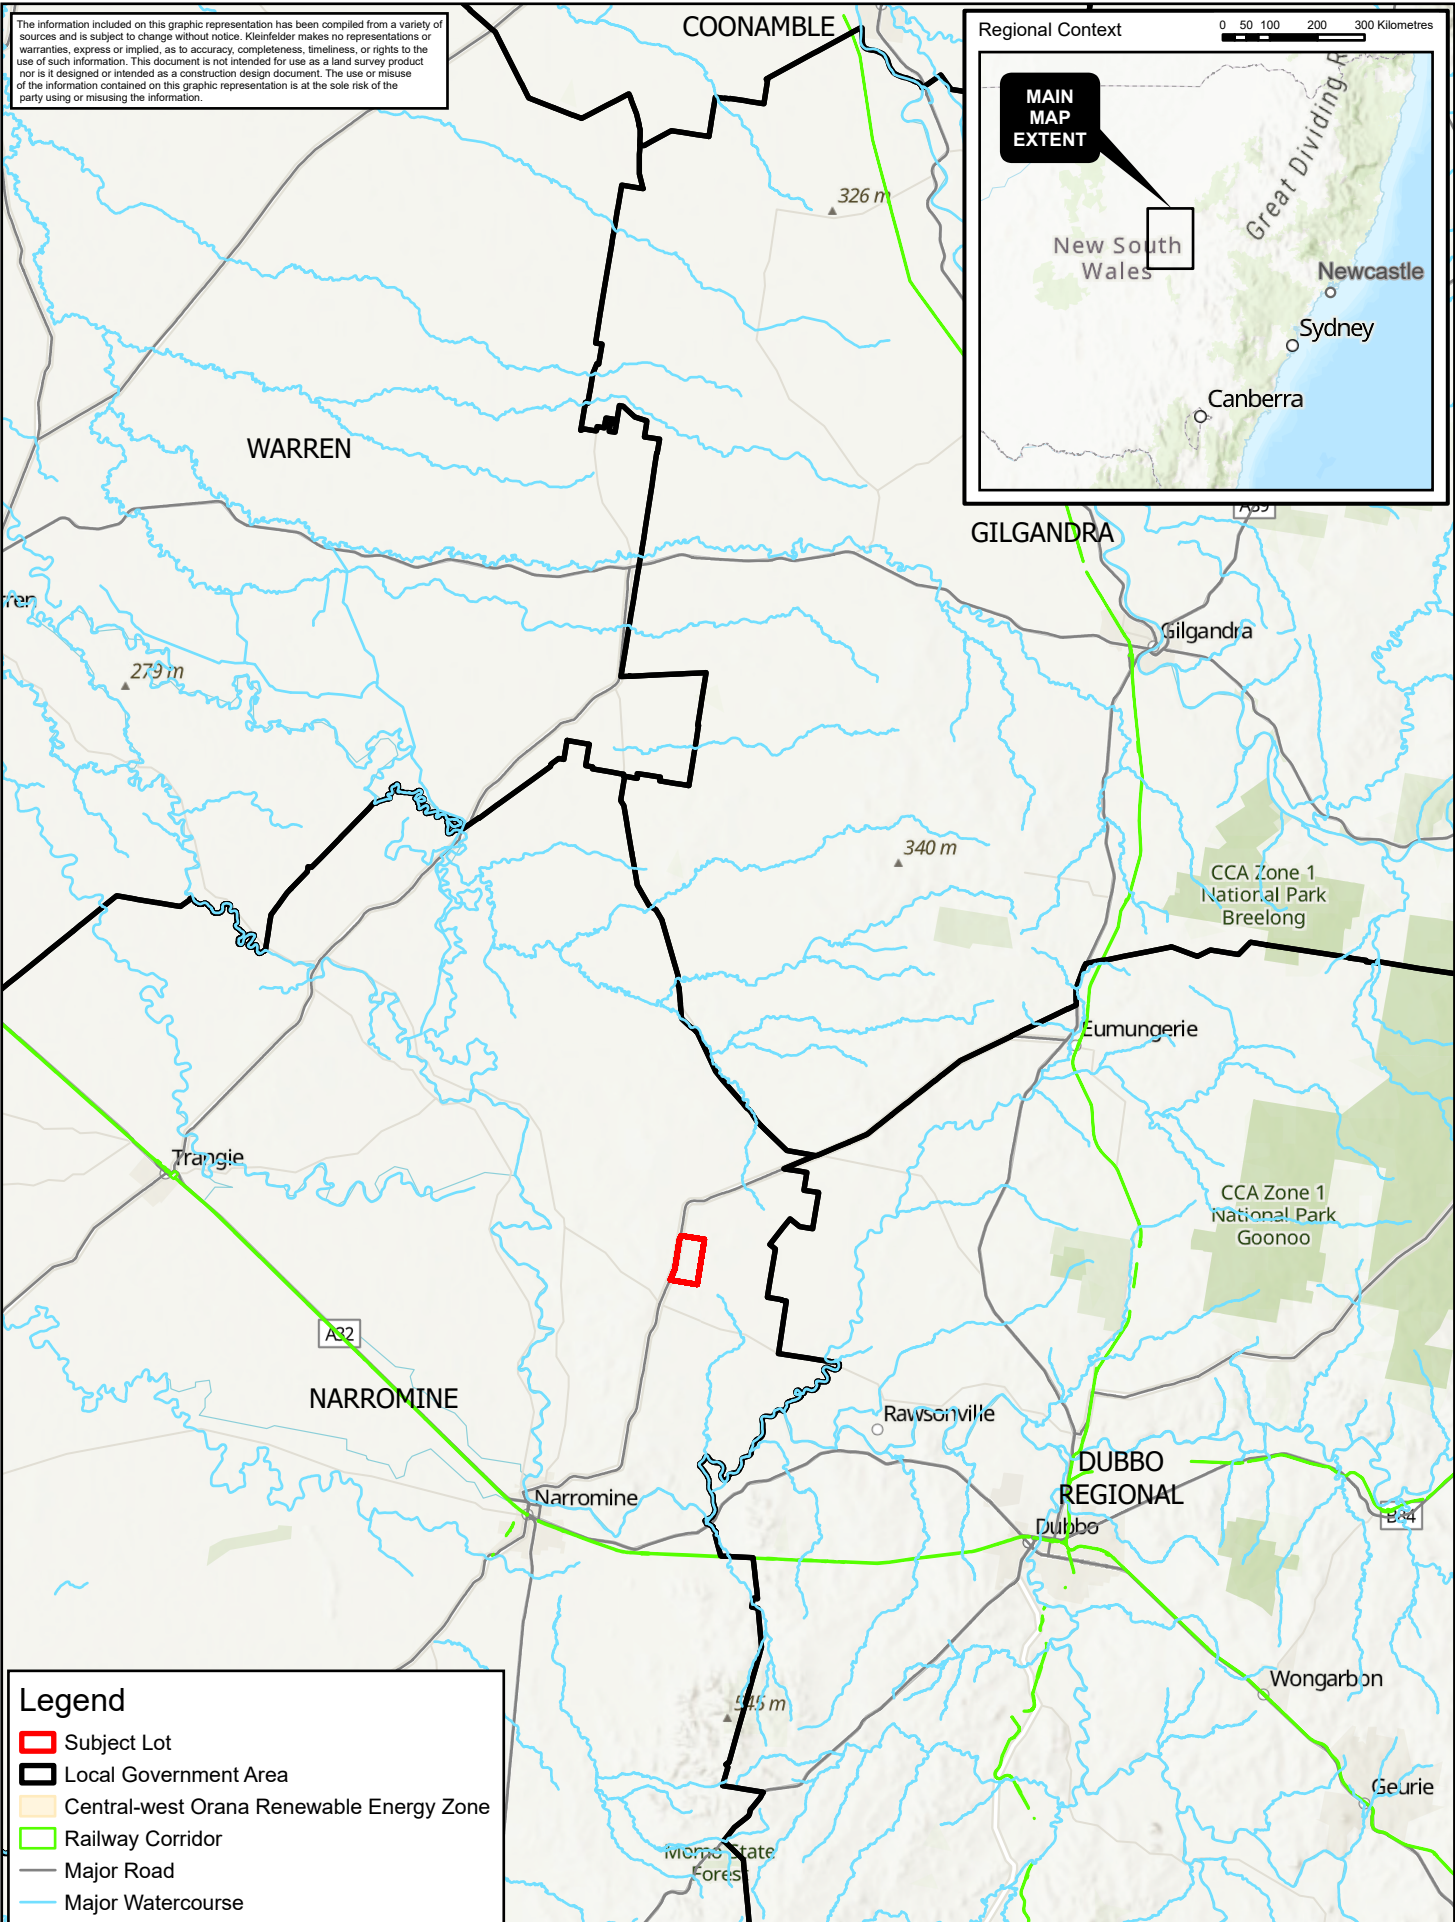 The information included on this graphic representation has been compiled from a variety of
sources and is subject to change without notice. Kleinfelder makes no representations or
warranties, express or implied, as to accuracy, completeness, timeliness, or rights to the
use of such information. This document is not intended for use as a land survey product
nor is it designed or intended as a construction design document. The use or misuse
of the information contained on this graphic representation is at the sole risk of the
party using or misusing the information.
COONAMBLE
Regional Context
0 50 100 200 300 Kilometres
MAIN
MAP
EXTENT
Great Dividing R
New South
Wales
Newcastle
Sydney
Canberra
326 m
WARREN
A39
GILGANDRA
rren
Gilgandra
279 m
340 m
CCA Zone 1
National Park
Breelong
Eumungerie
Trangie
CCA Zone 1
National Park
Goonoo
A32
NARROMINE
Rawsonville
DUBBO
REGIONAL
Narromine
B84
Dubbo
Wongarbon
545 m
Geurie
Momo State
Forest
Legend
Subject Lot
Local Government Area
Central-west Orana Renewable Energy Zone
Railway Corridor
Major Road
Major Watercourse